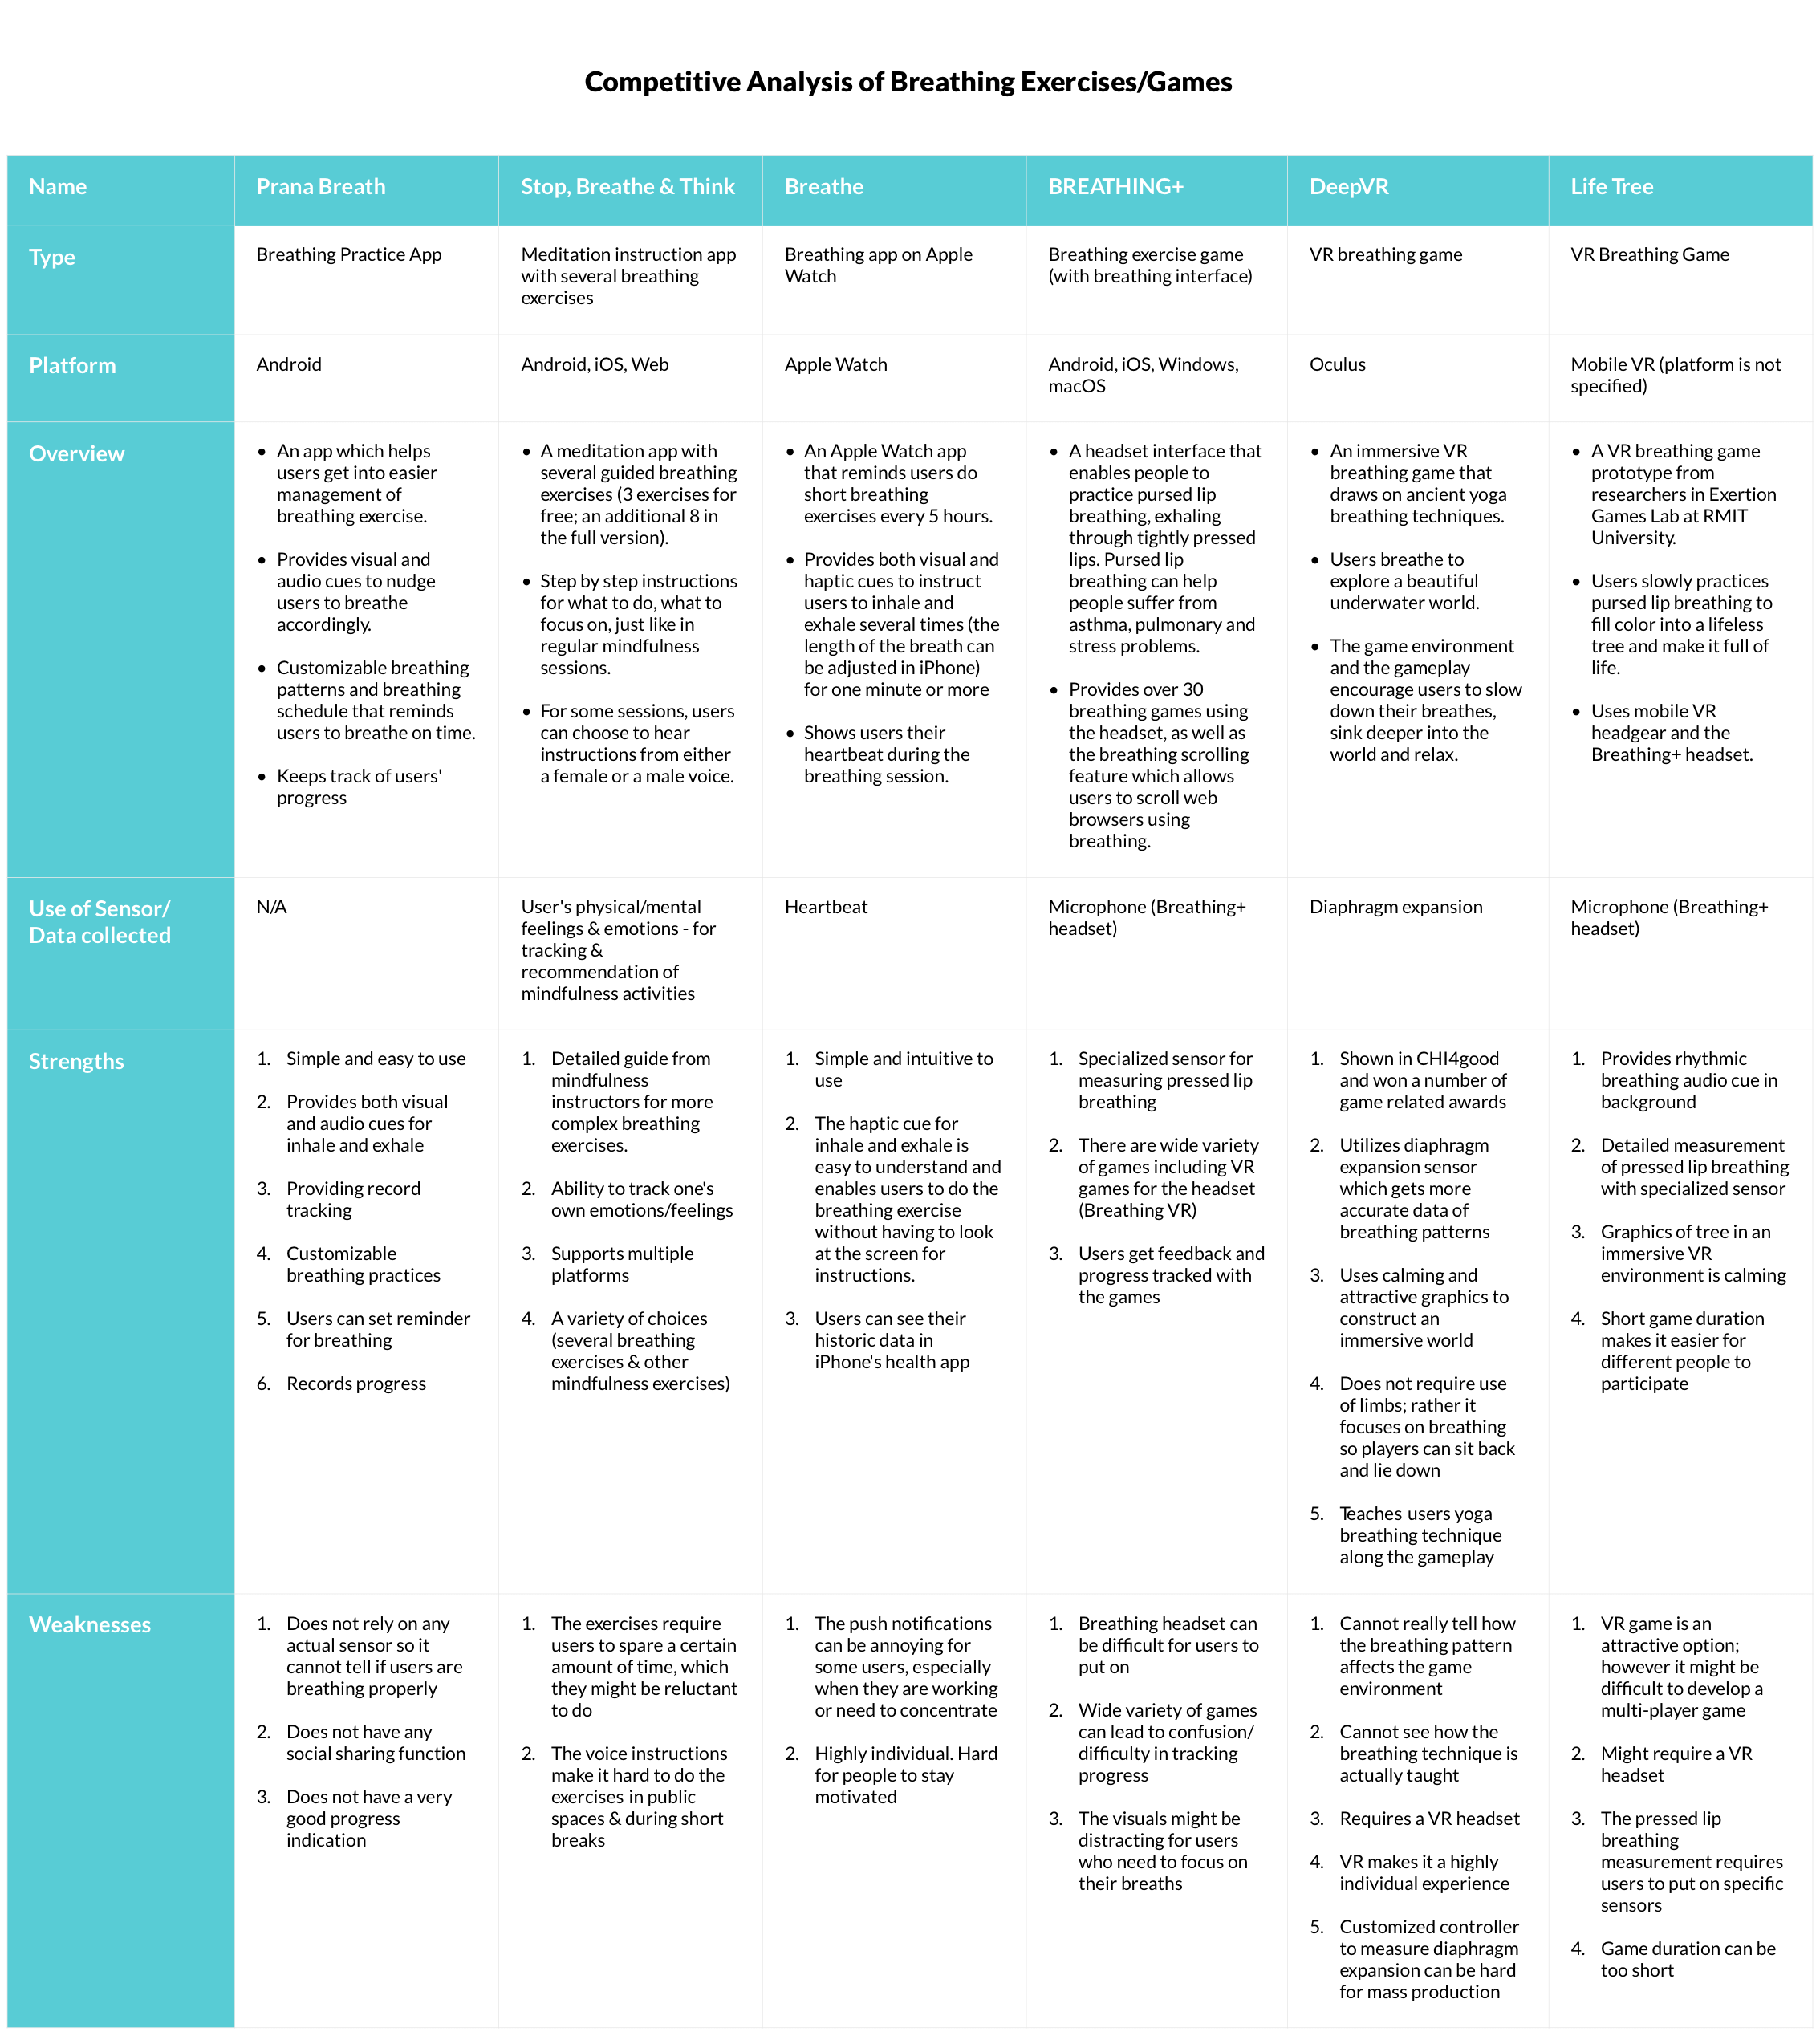 Competitive Analysis of Breathing Exercises/Games
Name
Prana Breath
Stop, Breathe & Think
Breathe
BREATHING+
DeepVR
Life Tree
Type
Breathing Practice App
Meditation instruction app
with several breathing
exercises
Breathing app on Apple
Watch
Breathing exercise game
(with breathing interface)
VR breathing game
VR Breathing Game
Platform
Android
Android, iOS, Web
Apple Watch
Android, iOS, Windows,
macOS
Oculus
Mobile VR (platform is not
specified)
Overview
• An app which helps
users get into easier
management of
breathing exercise.
• Provides visual and
audio cues to nudge
users to breathe
accordingly.
• Customizable breathing
patterns and breathing
schedule that reminds
users to breathe on time.
• Keeps track of users'
progress
• A meditation app with
several guided breathing
exercises (3 exercises for
free; an additional 8 in
the full version).
• Step by step instructions
for what to do, what to
focus on, just like in
regular mindfulness
sessions.
• For some sessions, users
can choose to hear
instructions from either
a female or a male voice.
• An Apple Watch app
that reminds users do
short breathing
exercises every 5 hours.
• Provides both visual and
haptic cues to instruct
users to inhale and
exhale several times (the
length of the breath can
be adjusted in iPhone)
for one minute or more
• Shows users their
heartbeat during the
breathing session.
• A headset interface that
enables people to
practice pursed lip
breathing, exhaling
through tightly pressed
lips. Pursed lip
breathing can help
people suffer from
asthma, pulmonary and
stress problems.
• Provides over 30
breathing games using
the headset, as well as
the breathing scrolling
feature which allows
users to scroll web
browsers using
breathing.
• An immersive VR
breathing game that
draws on ancient yoga
breathing techniques.
• Users breathe to
explore a beautiful
underwater world.
• The game environment
and the gameplay
encourage users to slow
down their breathes,
sink deeper into the
world and relax.
• A VR breathing game
prototype from
researchers in Exertion
Games Lab at RMIT
University.
• Users slowly practices
pursed lip breathing to
fill color into a lifeless
tree and make it full of
life.
• Uses mobile VR
headgear and the
Breathing+ headset.
Use of Sensor/
Data collected
N/A
User's physical/mental
feelings & emotions - for
tracking &
recommendation of
mindfulness activities
Heartbeat
Microphone (Breathing+
headset)
Diaphragm expansion
Microphone (Breathing+
headset)
Strengths
1. Simple and easy to use
2. Provides both visual
and audio cues for
inhale and exhale
3. Providing record
tracking
4. Customizable
breathing practices
5. Users can set reminder
for breathing
6. Records progress
1. Detailed guide from
mindfulness
instructors for more
complex breathing
exercises.
2. Ability to track one's
own emotions/feelings
3. Supports multiple
platforms
4. A variety of choices
(several breathing
exercises & other
mindfulness exercises)
1. Simple and intuitive to
use
2. The haptic cue for
inhale and exhale is
easy to understand and
enables users to do the
breathing exercise
without having to look
at the screen for
instructions.
3. Users can see their
historic data in
iPhone's health app
1. Specialized sensor for
measuring pressed lip
breathing
2. There are wide variety
of games including VR
games for the headset
(Breathing VR)
3. Users get feedback and
progress tracked with
the games
1. Shown in CHI4good
and won a number of
game related awards
2. Utilizes diaphragm
expansion sensor
which gets more
accurate data of
breathing patterns
3. Uses calming and
attractive graphics to
construct an
immersive world
4. Does not require use
of limbs; rather it
focuses on breathing
so players can sit back
and lie down
5. Teaches users yoga
breathing technique
along the gameplay
1. Provides rhythmic
breathing audio cue in
background
2. Detailed measurement
of pressed lip breathing
with specialized sensor
3. Graphics of tree in an
immersive VR
environment is calming
4. Short game duration
makes it easier for
different people to
participate
Weaknesses
1. Does not rely on any
actual sensor so it
cannot tell if users are
breathing properly
2. Does not have any
social sharing function
3. Does not have a very
good progress
indication
1. The exercises require
users to spare a certain
amount of time, which
they might be reluctant
to do
2. The voice instructions
make it hard to do the
exercises in public
spaces & during short
breaks
1. The push notifications
can be annoying for
some users, especially
when they are working
or need to concentrate
2. Highly individual. Hard
for people to stay
motivated
1. Breathing headset can
be difficult for users to
put on
2. Wide variety of games
can lead to confusion/
difficulty in tracking
progress
3. The visuals might be
distracting for users
who need to focus on
their breaths
1. Cannot really tell how
the breathing pattern
affects the game
environment
2. Cannot see how the
breathing technique is
actually taught
3. Requires a VR headset
4. VR makes it a highly
individual experience
5. Customized controller
to measure diaphragm
expansion can be hard
for mass production
1. VR game is an
attractive option;
however it might be
difficult to develop a
multi-player game
2. Might require a VR
headset
3. The pressed lip
breathing
measurement requires
users to put on specific
sensors
4. Game duration can be
too short